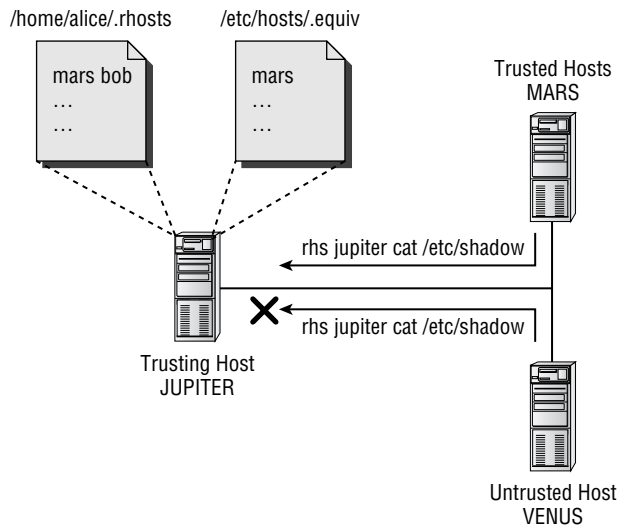 /home/alice/.rhosts
/etc/hosts/.equiv
mars bob
…
…
mars
…
…
Trusted Hosts
MARS
rhs jupiter cat /etc/shadow
rhs jupiter cat /etc/shadow
Trusting Host
JUPITER
Untrusted Host
VENUS